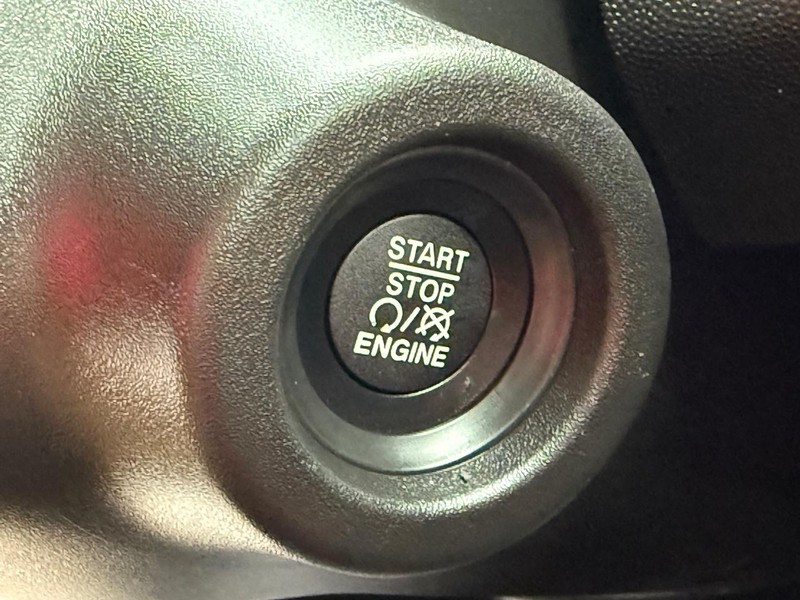 START
STOP
/
ENGINE